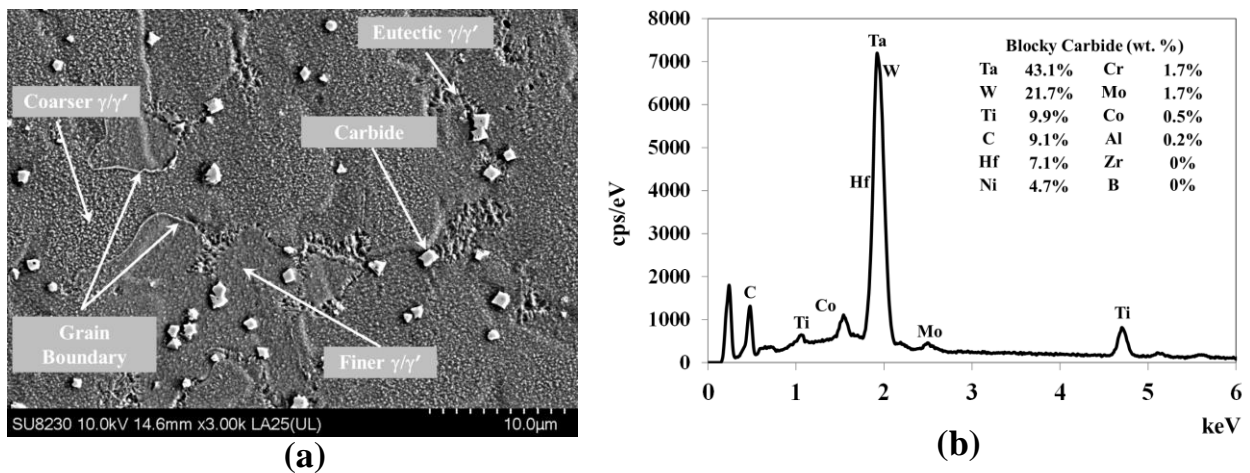 Eutectic γ/γ′
Coarser γ/γ′
Carbide
Grain
Boundary
Finer γ/γ′
SU8230 10.0kV 14.6mm x3.00k LA25(UL) 10.0μm
(a)
8000
7000
6000
5000
4000
3000
2000
1000
0
cps/eV
Ta
W
Hf
C
Ti
Co
Mo
Ti
Blocky Carbide (wt. %)
Ta 43.1% Cr 1.7%
W 21.7% Mo 1.7%
Ti 9.9% Co 0.5%
C 9.1% Al 0.2%
Hf 7.1% Zr 0%
Ni 4.7% B 0%
0 1 2 3 4 5 6
keV
(b)